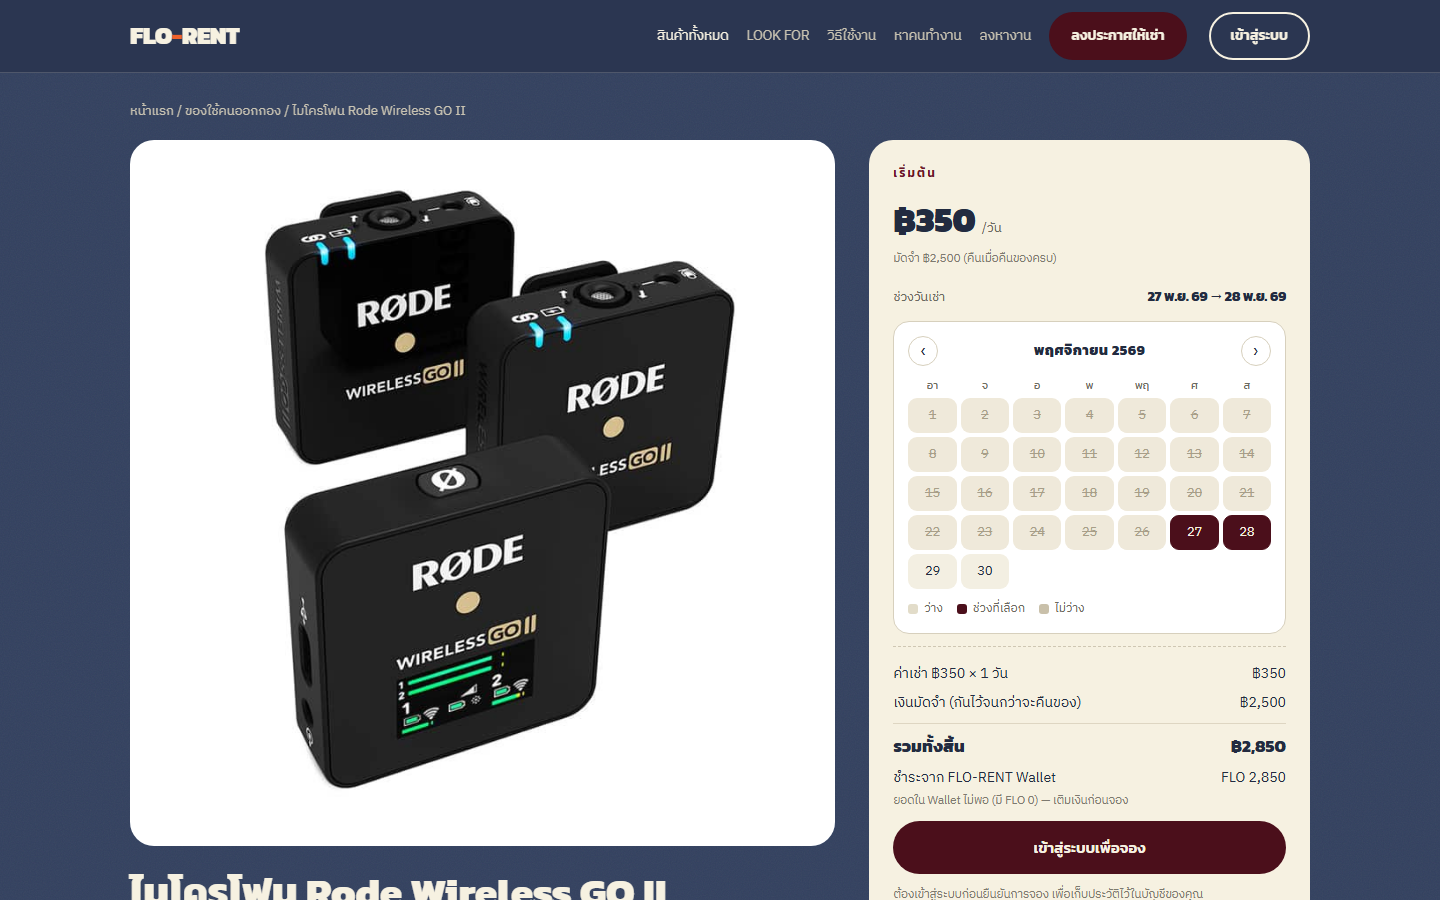 FLO-RENT
สินค้าทั้งหมด LOOK FOR วิธีใช้งาน หาคนทำงาน ลงหางาน ลงประกาศให้เช่า เข้าสู่ระบบ
หน้าแรก / ของใช้คนออกกอง / ไมโครโฟน Rode Wireless GO II
RØDE
WIRELESS GO II
RØDE
LESS GO II
RØDE
WIRELESS GO II
1
2
1 2
ไมโครโฟน Rode Wireless GO II
เริ่มต้น
฿350 /วัน
มัดจำ ฿2,500 (คืนเมื่อคืนของครบ)
ช่วงวันเช่า 27 พ.ย. 69 → 28 พ.ย. 69
‹ พฤศจิกายน 2569 ›
อา จ อ พ พฤ ศ ส
1 2 3 4 5 6 7
8 9 10 11 12 13 14
15 16 17 18 19 20 21
22 23 24 25 26 27 28
29 30
ว่าง ช่วงที่เลือก ไม่ว่าง
ค่าเช่า ฿350 × 1 วัน ฿350
เงินมัดจำ (กันไว้จนกว่าจะคืนของ) ฿2,500
รวมทั้งสิ้น ฿2,850
ชำระจาก FLO-RENT Wallet FLO 2,850
ยอดใน Wallet ไม่พอ (มี FLO 0) — เติมเงินก่อนจอง
เข้าสู่ระบบเพื่อจอง
ต้องเข้าสู่ระบบก่อนยืนยันการจอง เพื่อเก็บประวัติไว้ในบัญชีของคุณ